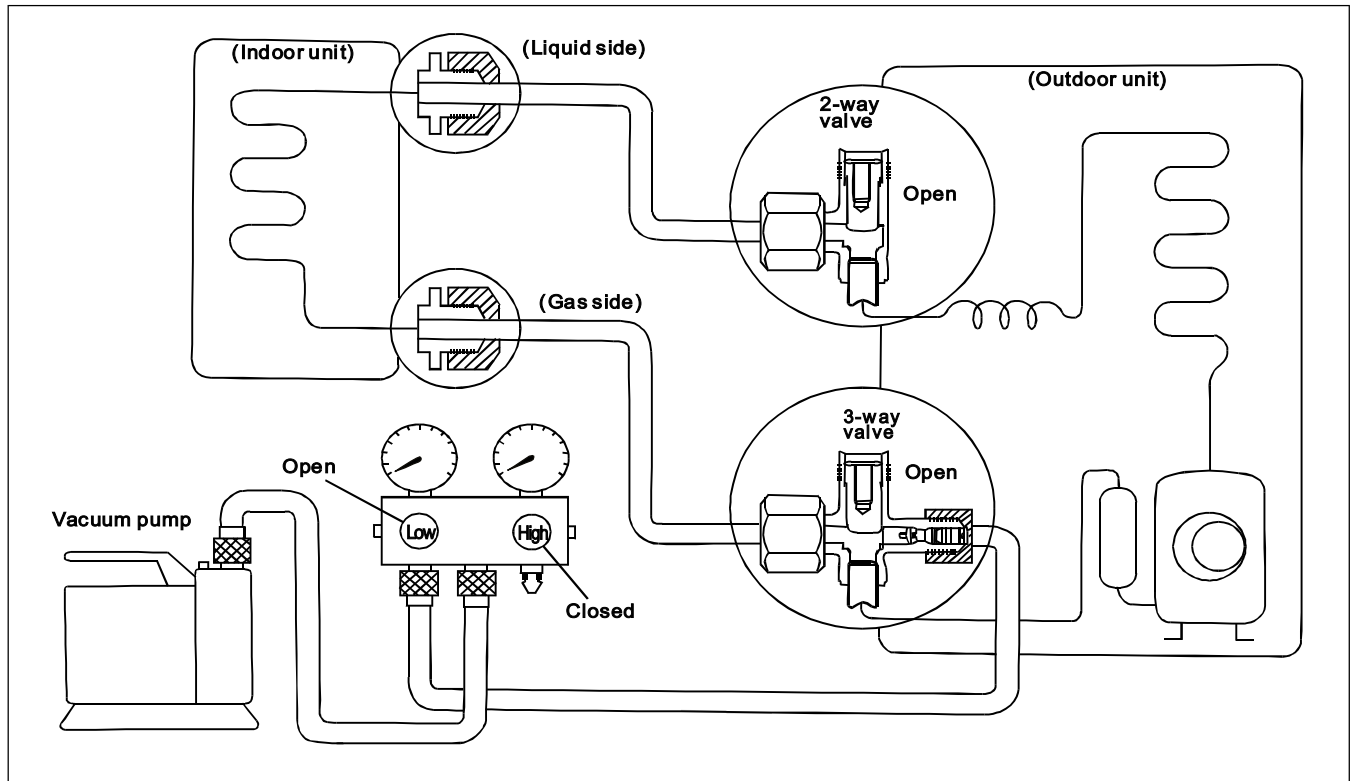 (Indoor unit)
(Liquid side)
(Outdoor unit)
2-way
valve
Open
(Gas side)
3-way
valve
Open
Open
Vacuum pump
Low
High
Closed